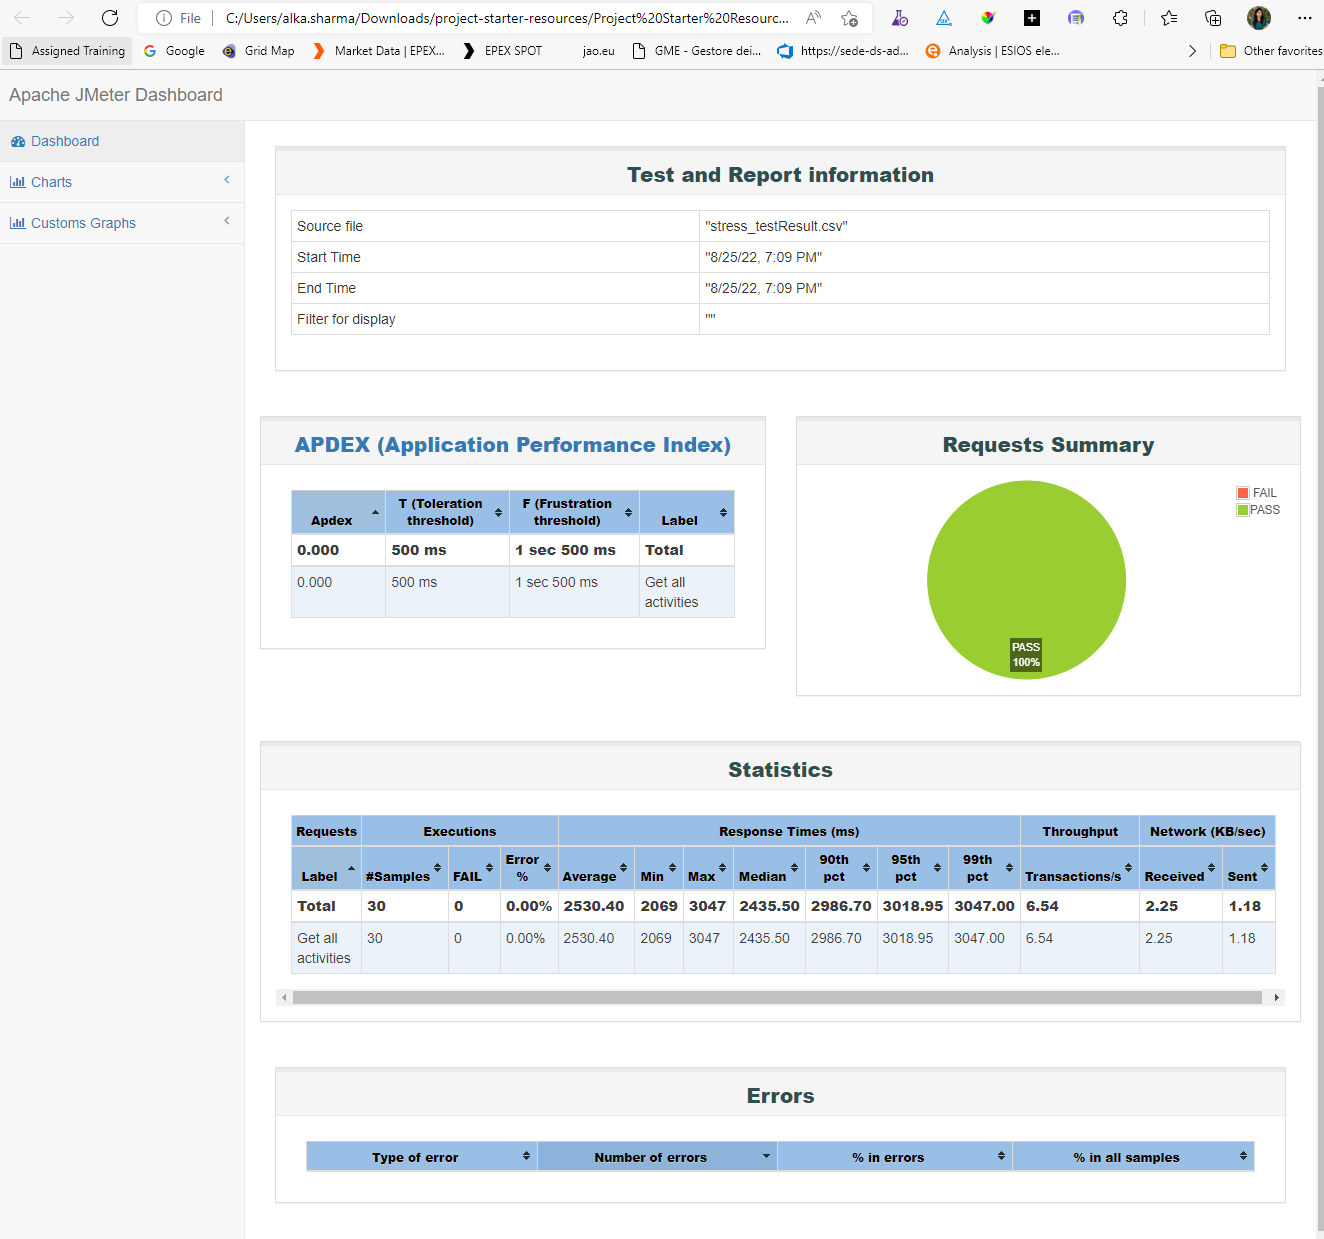 File C:/Users/alka.sharma/Downloads/project-starter-resources/Project%20Starter%20Resourc...
Assigned Training Google Grid Map Market Data | EPEX... EPEX SPOT jao.eu GME - Gestore dei... https://sede-ds-ad... Analysis | ESIOS ele... Other favorites
Apache JMeter Dashboard
Dashboard
Charts
Customs Graphs
Test and Report information
Source file "stress_testResult.csv"
Start Time "8/25/22, 7:09 PM"
End Time "8/25/22, 7:09 PM"
Filter for display ""
APDEX (Application Performance Index)
Apdex T (Toleration threshold) F (Frustration threshold) Label
0.000 500 ms 1 sec 500 ms Total
0.000 500 ms 1 sec 500 ms Get all activities
Requests Summary
FAIL
PASS
PASS
100%
Statistics
Requests Executions Response Times (ms) Throughput Network (KB/sec)
Label #Samples FAIL Error % Average Min Max Median 90th pct 95th pct 99th pct Transactions/s Received Sent
Total 30 0 0.00% 2530.40 2069 3047 2435.50 2986.70 3018.95 3047.00 6.54 2.25 1.18
Get all activities 30 0 0.00% 2530.40 2069 3047 2435.50 2986.70 3018.95 3047.00 6.54 2.25 1.18
Errors
Type of error Number of errors % in errors % in all samples